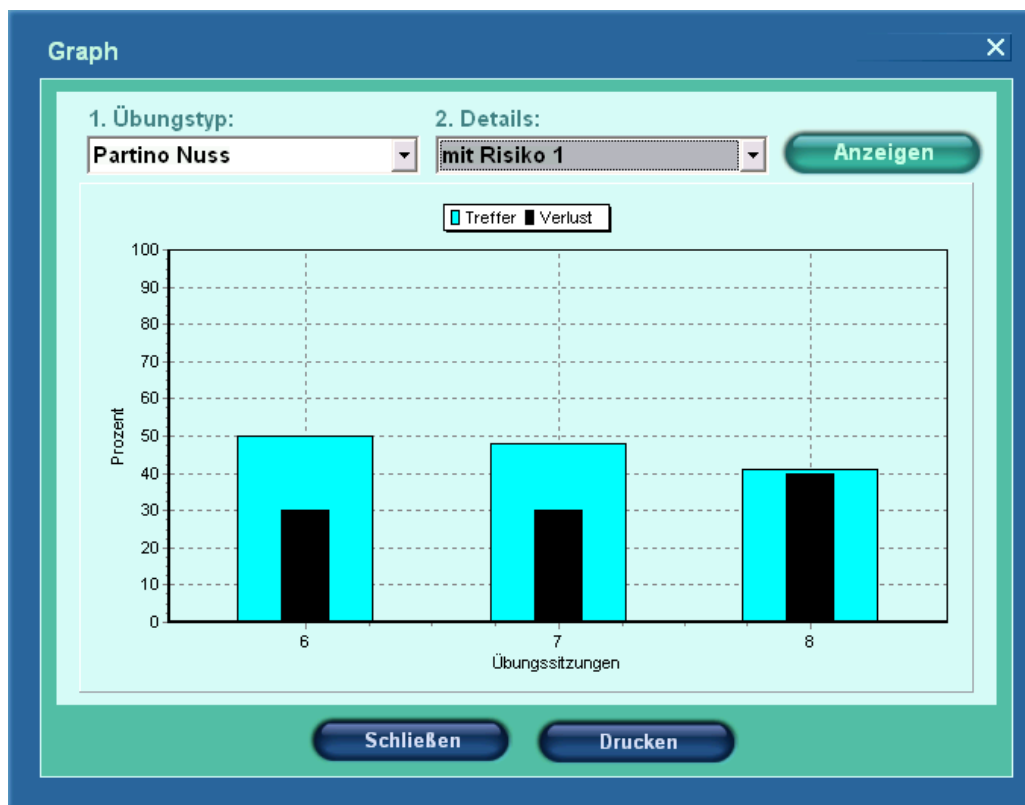 Graph
1. Übungstyp: 2. Details:
Partino Nuss mit Risiko 1 Anzeigen
Treffer Verlust
100
90
80
70
60
50
40
30
20
10
0
Prozent
6 7 8
Übungssitzungen
Schließen Drucken